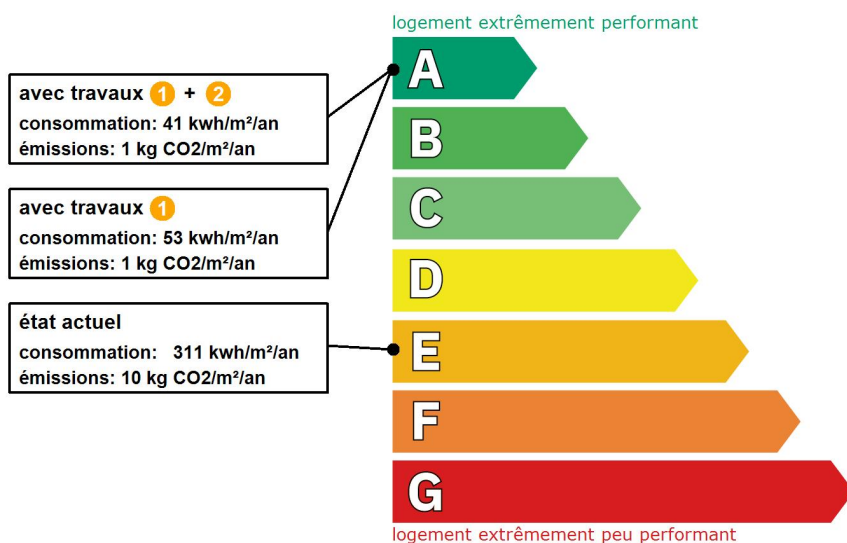 logement extrêmement performant
avec travaux 1 + 2
consommation: 41 kwh/m²/an
émissions: 1 kg CO2/m²/an
avec travaux 1
consommation: 53 kwh/m²/an
émissions: 1 kg CO2/m²/an
état actuel
consommation: 311 kwh/m²/an
émissions: 10 kg CO2/m²/an
A
B
C
D
E
F
G
logement extrêmement peu performant